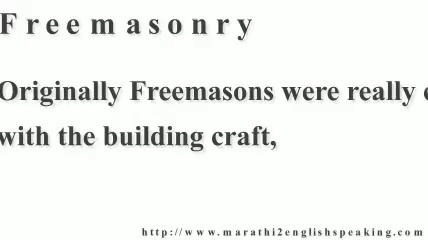 Freemasonry
Originally Freemasons were really
with the building craft,
http://www.marathi2englishspeaking.com